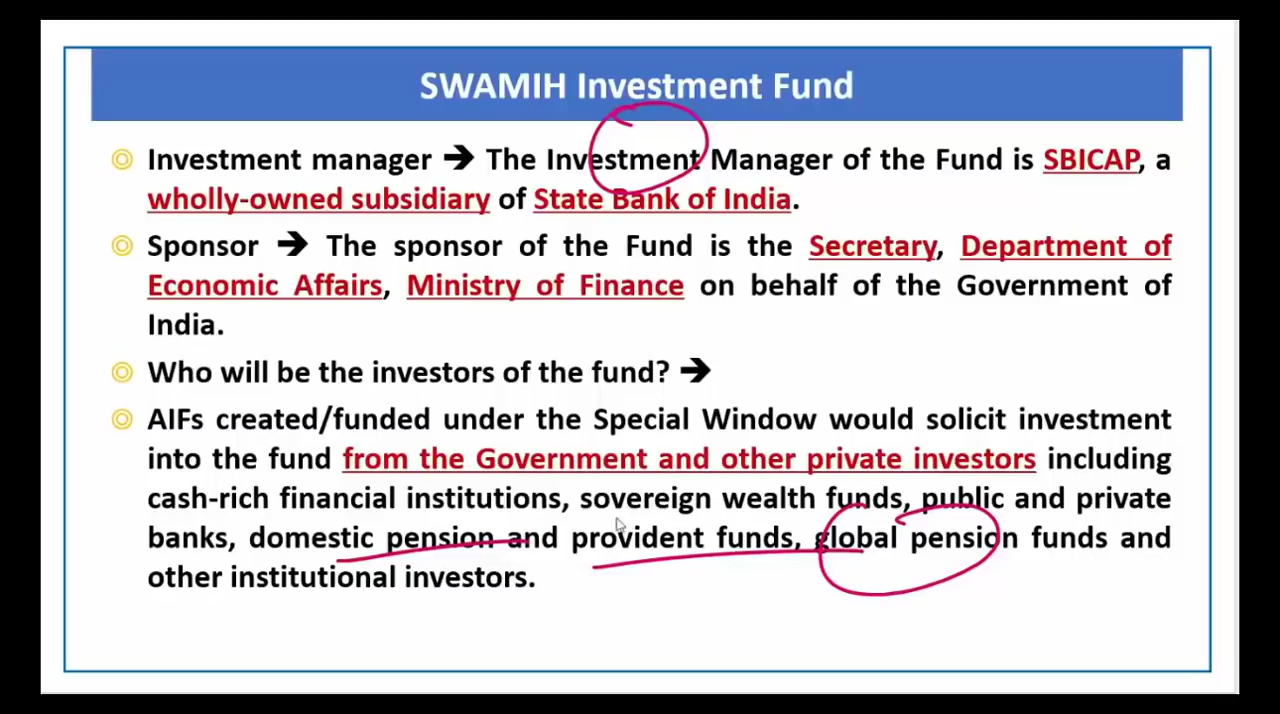 SWAMIH Investment Fund
Investment manager ➔ The Investment Manager of the Fund is SBICAP, a
wholly-owned subsidiary of State Bank of India.
Sponsor ➔ The sponsor of the Fund is the Secretary, Department of
Economic Affairs, Ministry of Finance on behalf of the Government of
India.
Who will be the investors of the fund? ➔
AIFs created/funded under the Special Window would solicit investment
into the fund from the Government and other private investors including
cash-rich financial institutions, sovereign wealth funds, public and private
banks, domestic pension and provident funds, global pension funds and
other institutional investors.